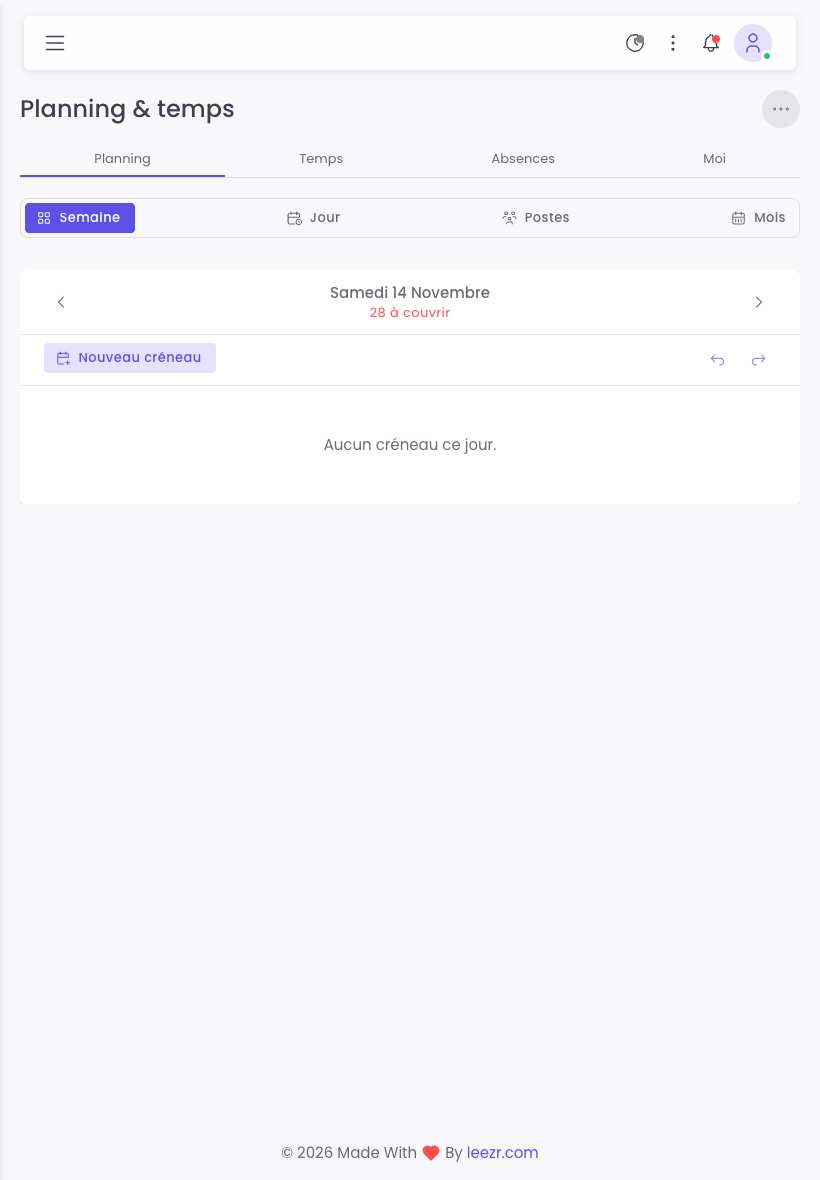 Planning & temps
Planning Temps Absences Moi
Semaine Jour Postes Mois
Samedi 14 Novembre
28 à couvrir
Nouveau créneau
Aucun créneau ce jour.
© 2026 Made With ❤ By leezr.com